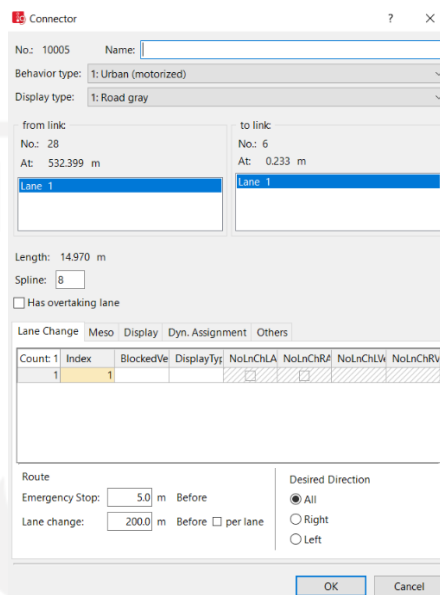 Connector ? ×
No.: 10005 Name:
Behavior type: 1: Urban (motorized)
Display type: 1: Road gray
from link: to link:
No.: 28 No.: 6
At: 532.399 m At: 0.233 m
Lane 1 Lane 1
Length: 14.970 m
Spline: 8
Has overtaking lane
Lane Change Meso Display Dyn. Assignment Others
Count: 1 Index BlockedVe DisplayTyp NoLnChLA NoLnChRA NoLnChLV NoLnChRV
1 1
Route Desired Direction
Emergency Stop: 5.0 m Before All
Lane change: 200.0 m Before per lane Right
Left
OK Cancel